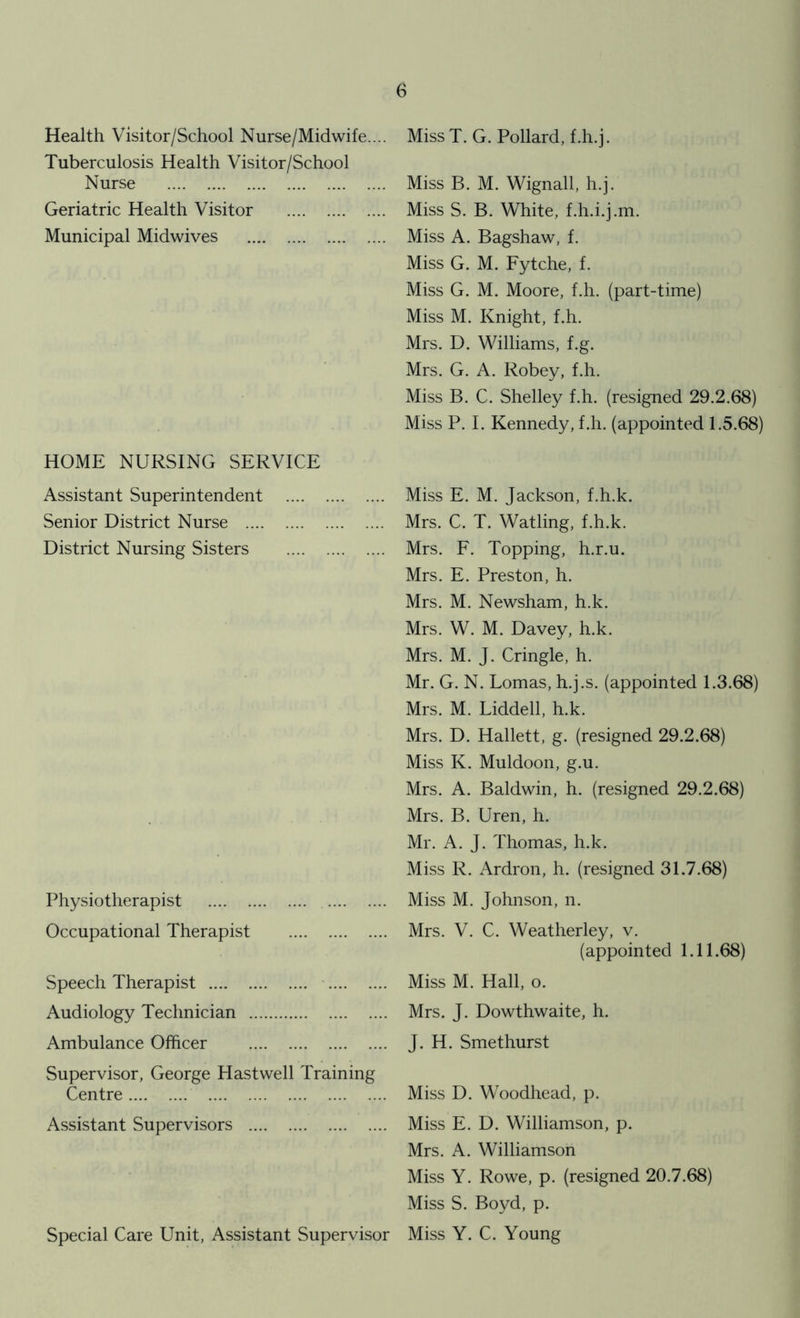 6
Health Visitor/School Nurse/Midwife.... Miss T. G. Pollard, f.h.j.
Tuberculosis Health Visitor/School
Nurse .... .... .... .... .... .... Miss B. M. Wignall, h.j.
Geriatric Health Visitor .... .... .... Miss S. B. White, f.h.i.j.m.
Municipal Midwives .... .... .... .... Miss A. Bagshaw, f.
Miss G. M. Fytche, f.
Miss G. M. Moore, f.h. (part-time)
Miss M. Knight, f.h.
Mrs. D. Williams, f.g.
Mrs. G. A. Robey, f.h.
Miss B. C. Shelley f.h. (resigned 29.2.68)
Miss P. I. Kennedy, f.h. (appointed 1.5.68)
HOME NURSING SERVICE
Assistant Superintendent .... .... .... Miss E. M. Jackson, f.h.k.
Senior District Nurse .... .... .... .... Mrs. C. T. Watling, f.h.k.
District Nursing Sisters .... .... .... Mrs. F. Topping, h.r.u.
Mrs. E. Preston, h.
Mrs. M. Newsham, h.k.
Mrs. W. M. Davey, h.k.
Mrs. M. J. Cringle, h.
Mr. G. N. Lomas, h.j.s. (appointed 1.3.68)
Mrs. M. Liddell, h.k.
Mrs. D. Hallett, g. (resigned 29.2.68)
Miss K. Muldoon, g.u.
Mrs. A. Baldwin, h. (resigned 29.2.68)
Mrs. B. Uren, h.
Mr. A. J. Thomas, h.k.
Miss R. Ardron, h. (resigned 31.7.68)
Physiotherapist .... .... .... .... .... Miss M. Johnson, n.
Occupational Therapist .... .... .... Mrs. V. C. Weatherley, v.
(appointed 1.11.68)
Speech Therapist .... .... .... .... .... Miss M. Hall, o.
Audiology Technician ............ .... .... Mrs. J. Dowthwaite, h.
Ambulance Officer .... .... .... .... J. H. Smethurst
Supervisor, George Hastwell Training
Centre .... .... .... .... .... .... .... Miss D. Woodhead, p.
Assistant Supervisors .... .... .... .... Miss E. D. Williamson, p.
Mrs. A. Williamson
Miss Y. Rowe, p. (resigned 20.7.68)
Miss S. Boyd, p.
Special Care Unit, Assistant Supervisor Miss Y. C. Young